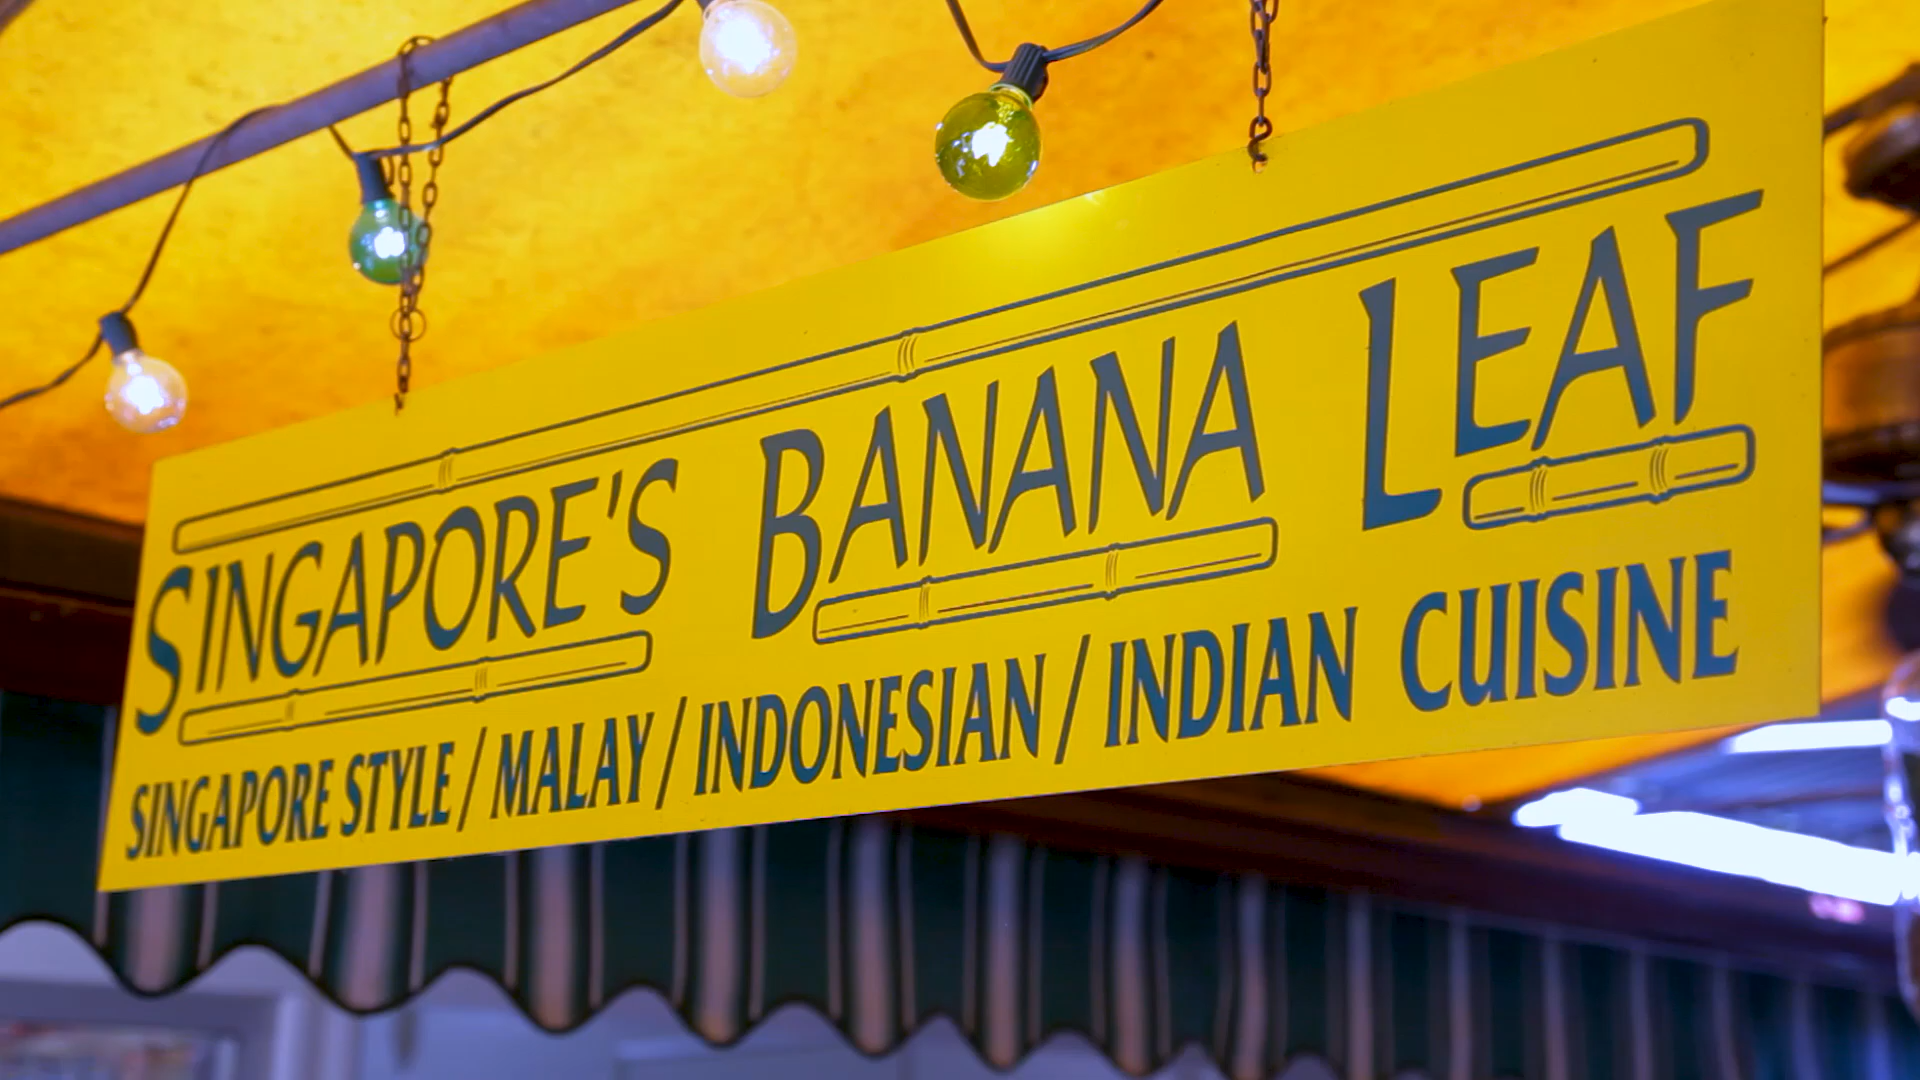 SINGAPORE'S BANANA LEAF
SINGAPORE STYLE / MALAY / INDONESIAN / INDIAN CUISINE